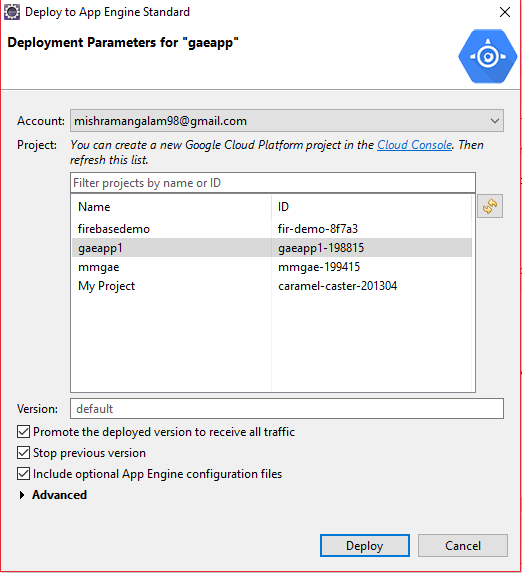 Deploy to App Engine Standard
Deployment Parameters for "gaeapp"
Account: mishramangalam98@gmail.com
Project: You can create a new Google Cloud Platform project in the Cloud Console. Then
refresh this list.
Filter projects by name or ID
Name ID
firebasedemo fir-demo-8f7a3
gaeapp1 gaeapp1-198815
mmgae mmgae-199415
My Project caramel-caster-201304
Version: default
Promote the deployed version to receive all traffic
Stop previous version
Include optional App Engine configuration files
Advanced
Deploy Cancel